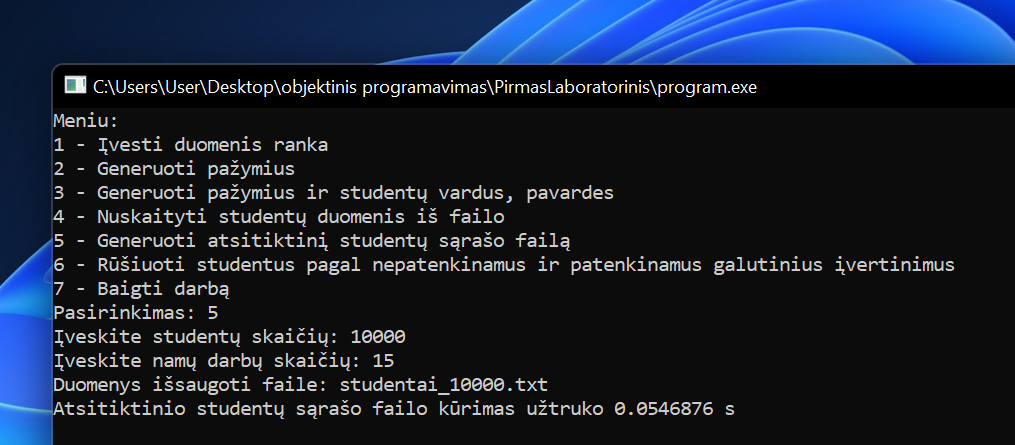 C:\Users\User\Desktop\objektinis programavimas\PirmasLaboratorinis\program.exe
Meniu:
1 - Įvesti duomenis ranka
2 - Generuoti pažymius
3 - Generuoti pažymius ir studentų vardus, pavardes
4 - Nuskaityti studentų duomenis iš failo
5 - Generuoti atsitiktinį studentų sąrašo failą
6 - Rūšiuoti studentus pagal nepatenkinamus ir patenkinamus galutinius įvertinimus
7 - Baigti darbą
Pasirinkimas: 5
Įveskite studentų skaičių: 10000
Įveskite namų darbų skaičių: 15
Duomenys išsaugoti faile: studentai_10000.txt
Atsitiktinio studentų sąrašo failo kūrimas užtruko 0.0546876 s